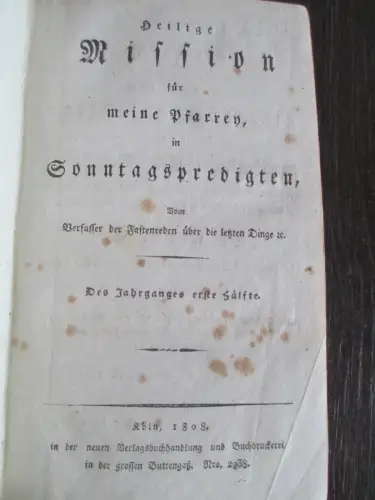 Heilige
Mission
für
meine Pfarrey,
in
Sonntagspredigten,
Vom
Verfasser der Fastenreden über die letzten Dinge ꝛc.
Des Jahrganges erste Hälfte.
Köln, 1808.
in der neuen Verlagsbuchhandlung und Buchdruckerei,
in der grossen Buttengaß. Nro. 2938.